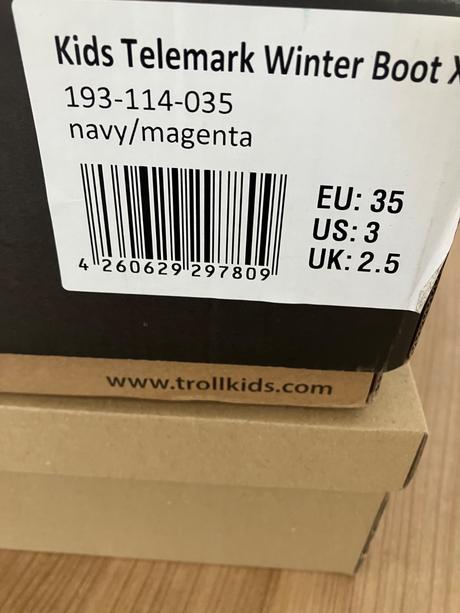 Kids Telemark Winter Boot X
193-114-035
navy/magenta
4 260629 297809
EU: 35
US: 3
UK: 2.5
www.trollkids.com